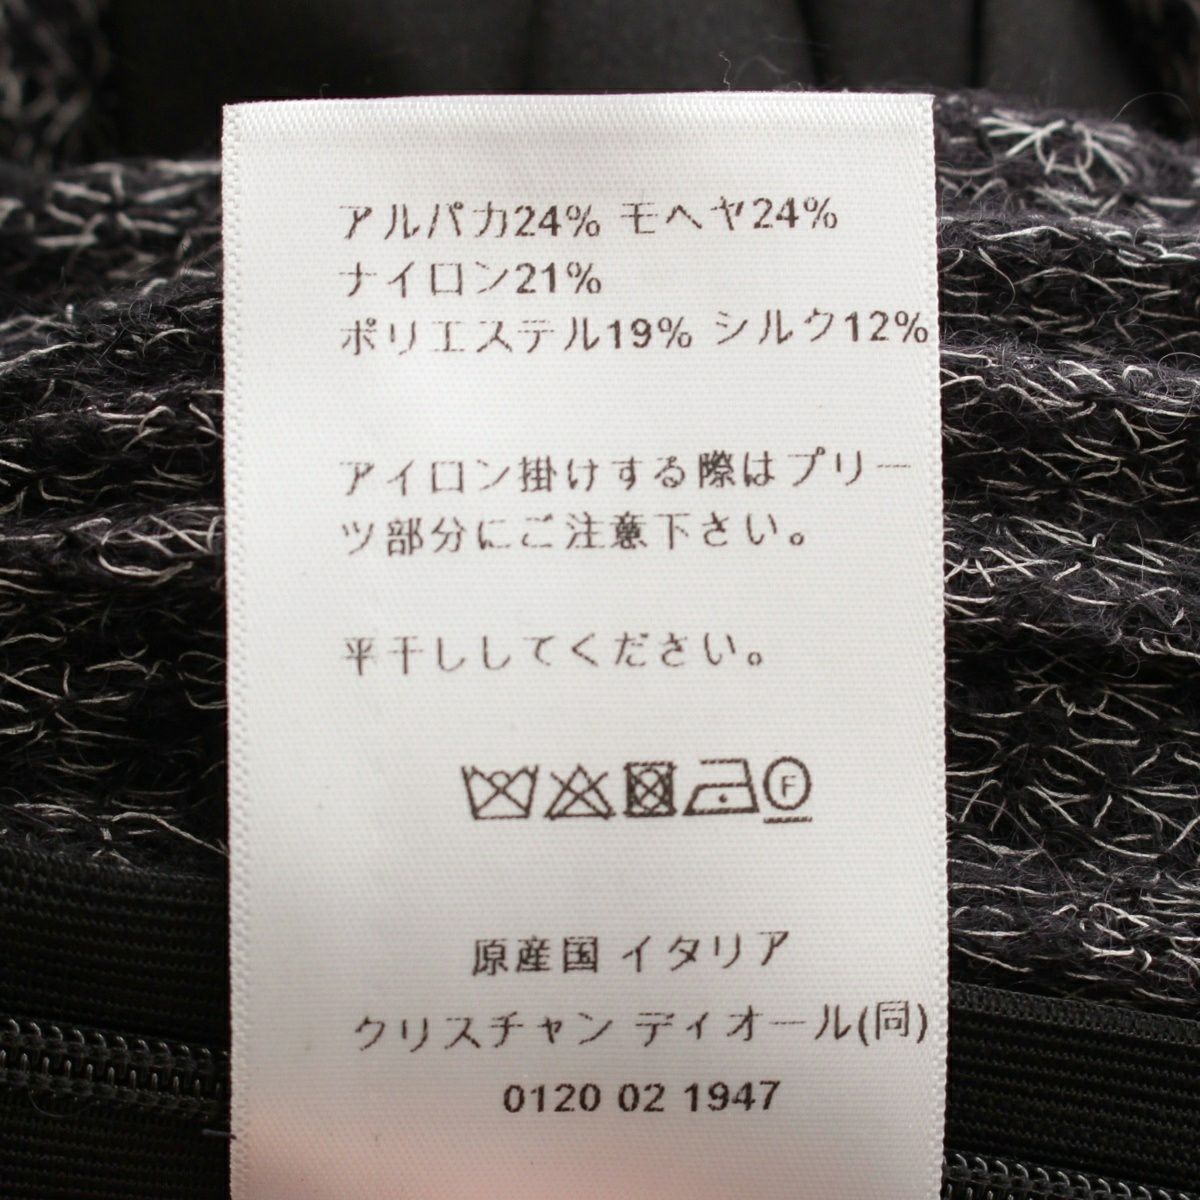 アルパカ24% モヘヤ24%
ナイロン21%
ポリエステル19% シルク12%
アイロン掛けする際はプリー
ツ部分にご注意下さい。
平干ししてください。
F
原産国 イタリア
クリスチャン ディオール(同)
0120 02 1947